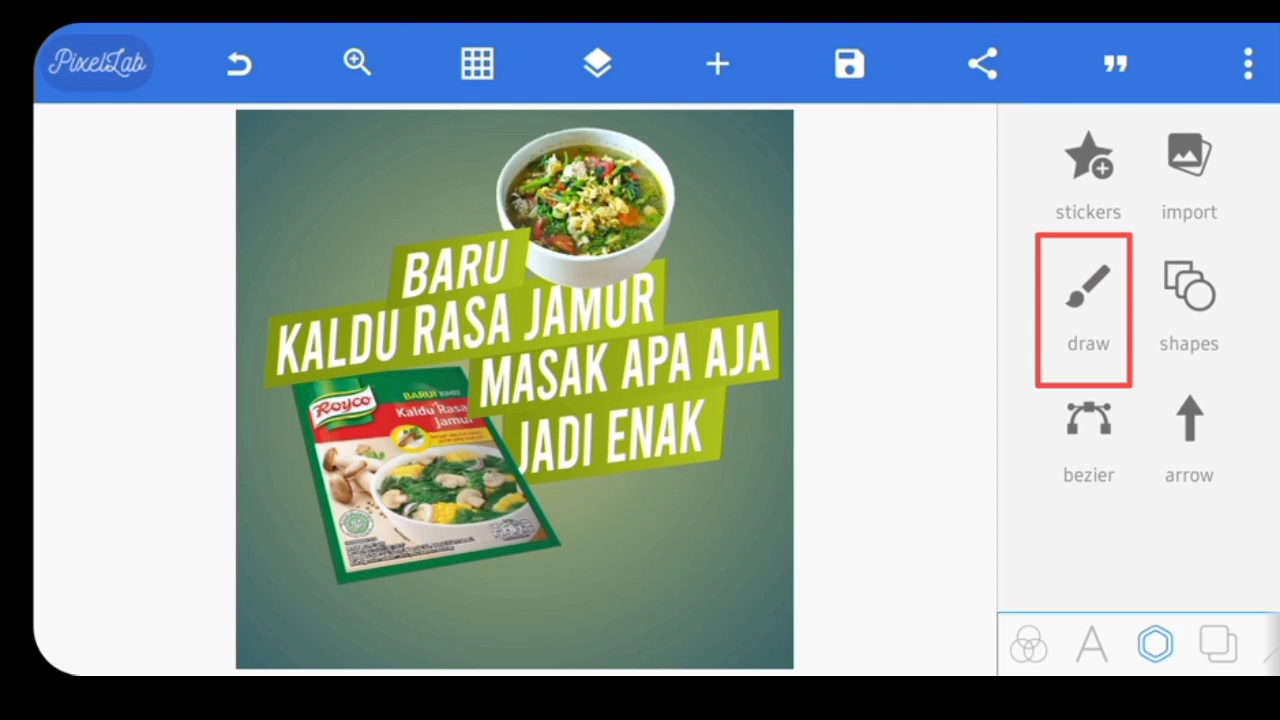 PixelLab
stickers
import
BARU
KALDU RASA JAMUR
MASAK APA AJA
JADI ENAK
Royco
BARU! BUMBU
Kaldu Rasa
Jamur
draw
shapes
bezier
arrow